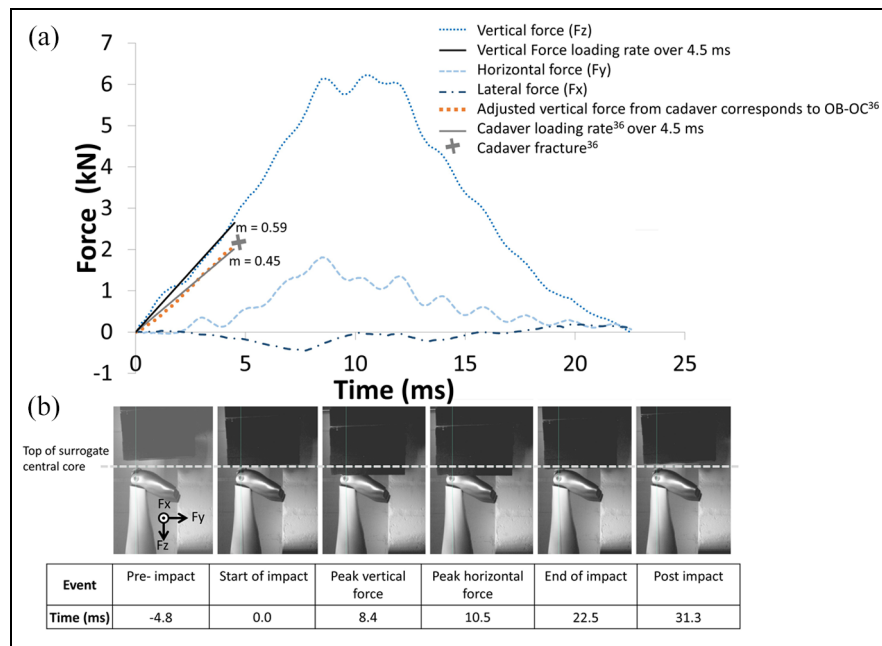 (a)
Vertical force (Fz)
Vertical Force loading rate over 4.5 ms
Horizontal force (Fy)
Lateral force (Fx)
Adjusted vertical force from cadaver corresponds to OB-OC36
Cadaver loading rate36 over 4.5 ms
Cadaver fracture36
Force (kN)
7
6
5
4
3
2
1
0
-1
m = 0.59
m = 0.45
0 5 10 15 20 25
Time (ms)
(b)
Top of surrogate
central core
Fx
Fy
Fz
Event Pre- impact Start of impact Peak vertical force Peak horizontal force End of impact Post impact
Time (ms) -4.8 0.0 8.4 10.5 22.5 31.3